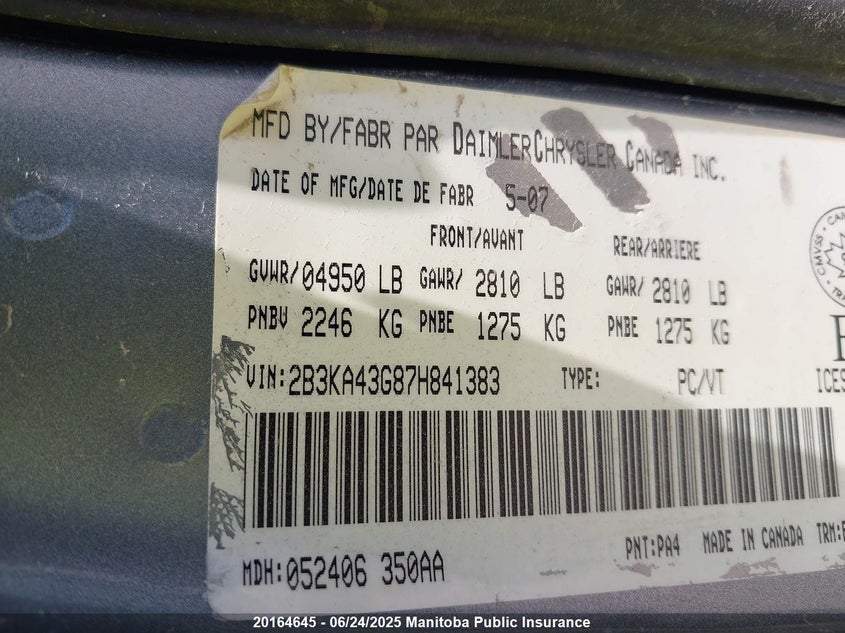 MFD BY/FABR PAR DAIMLERCHRYSLER CANADA INC.
DATE OF MFG/DATE DE FABR 5-07
FRONT/AVANT REAR/ARRIERE
GVWR/04950 LB GAWR/ 2810 LB GAWR/ 2810 LB
PNBV 2246 KG PNBE 1275 KG PNBE 1275 KG
VIN:2B3KA43G87H841383 TYPE: PC/VT ICES
CMVSS
PNT:PA4 MADE IN CANADA TRM:
MDH:052406 350AA
20164645 - 06/24/2025 Manitoba Public Insurance